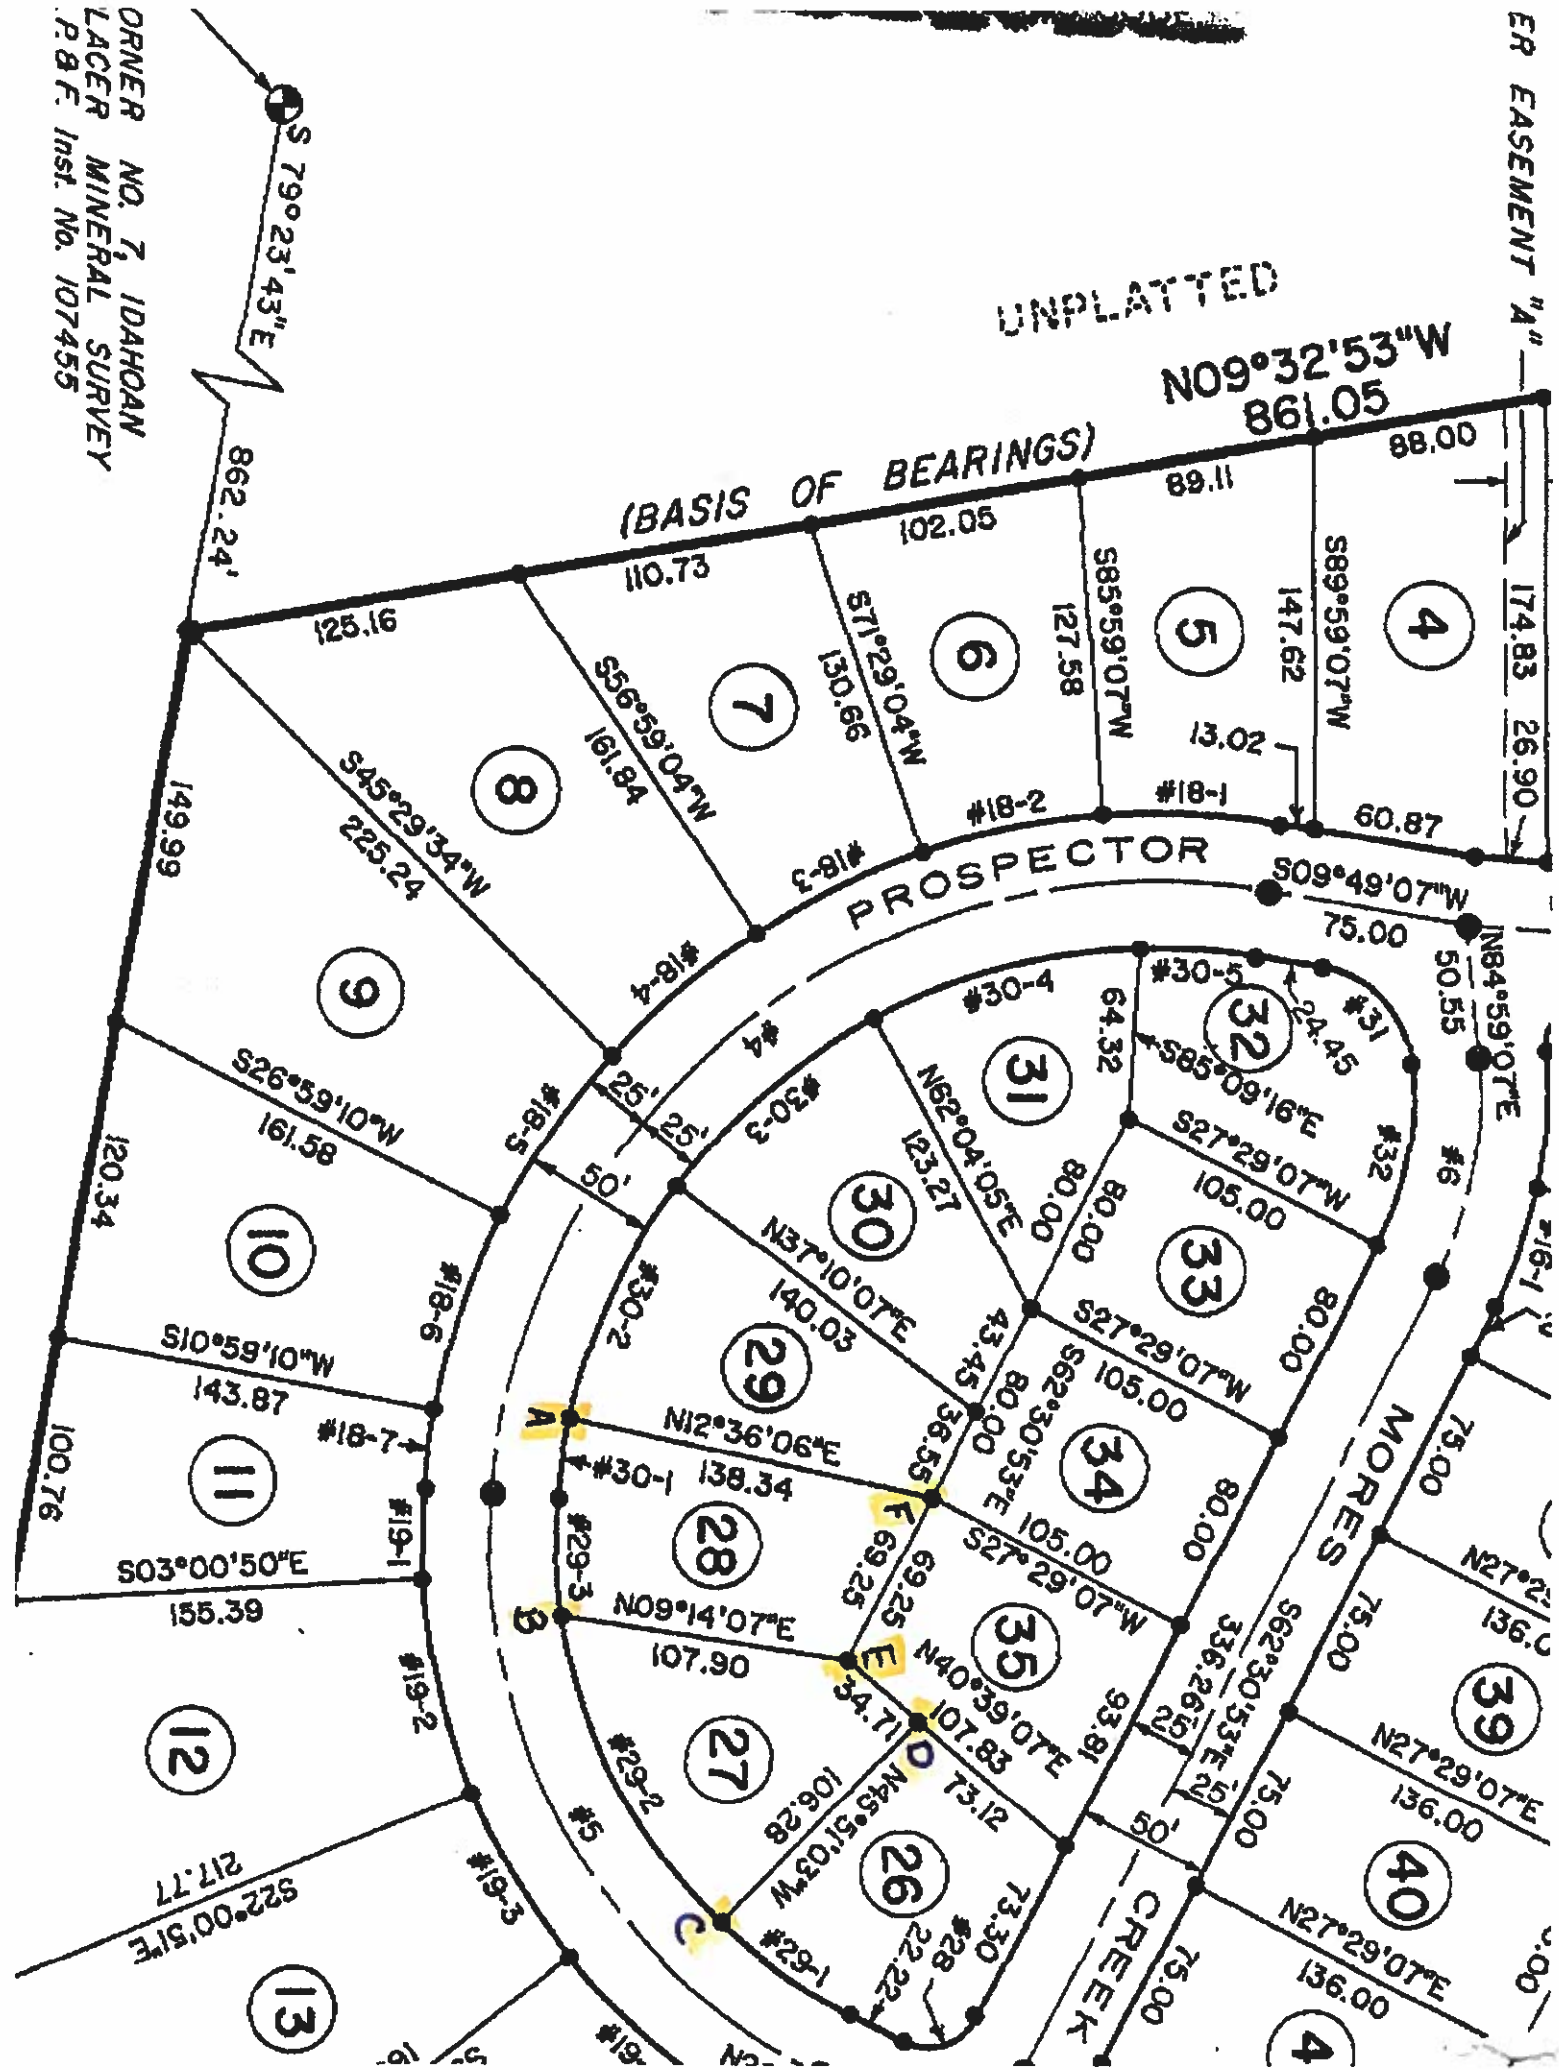 ORNER NO. 7, IDAHOAN
LACER MINERAL SURVEY
.P.&F. Inst. No. 107455
S 79°23'43"E
862.24'
ER EASEMENT "A"
UNPLATTED
N09°32'53"W
861.05
(BASIS OF BEARINGS)
88.00
89.11
102.05
110.73
125.16
174.83
26.90
4
S89°59'07"W
147.62
5
S85°59'07"W
127.58
13.02
6
S71°29'04"W
130.66
7
S56°59'04"W
161.84
8
S45°29'34"W
225.24
149.99
9
S26°59'10"W
161.58
120.34
10
S10°59'10"W
143.87
100.76
11
S03°00'50"E
155.39
12
217.77
S22°00'51"E
13
60.87
#18-1
#18-2
#18-3
#18-4
#18-5
#18-6
#18-7
#19-1
#19-2
#19-3
#19-
PROSPECTOR
S09°49'07"W
75.00
N84°59'07"E
50.55
#4
25'
25'
50'
#5
#6
#16-1
#30-5
#30-4
#30-3
#30-2
#30-1
#29-3
#29-2
#29-1
24.45
#31
#32
32
64.32
S85°09'16"E
31
N62°04'05"E
123.27
80.00
80.00
S27°29'07"W
105.00
33
80.00
30
N37°10'07"E
140.03
43.45
80.00
S62°30'53"E
S27°29'07"W
105.00
34
80.00
29
N12°36'06"E
138.34
36.55
A
F
S27°29'07"W
105.00
28
69.25
69.25
35
N09°14'07"E
107.90
B
E
N40°39'07"E
107.83
34.71
73.12
D
93.81
27
106.28
N45°51'03"W
C
26
73.30
#28
22.22
MORES
CREEK
S62°30'53"E
336.26
25'
25'
50'
75.00
75.00
75.00
75.00
N27°2
136.0
39
N27°29'07"E
136.00
40
N27°29'07"E
136.00
4